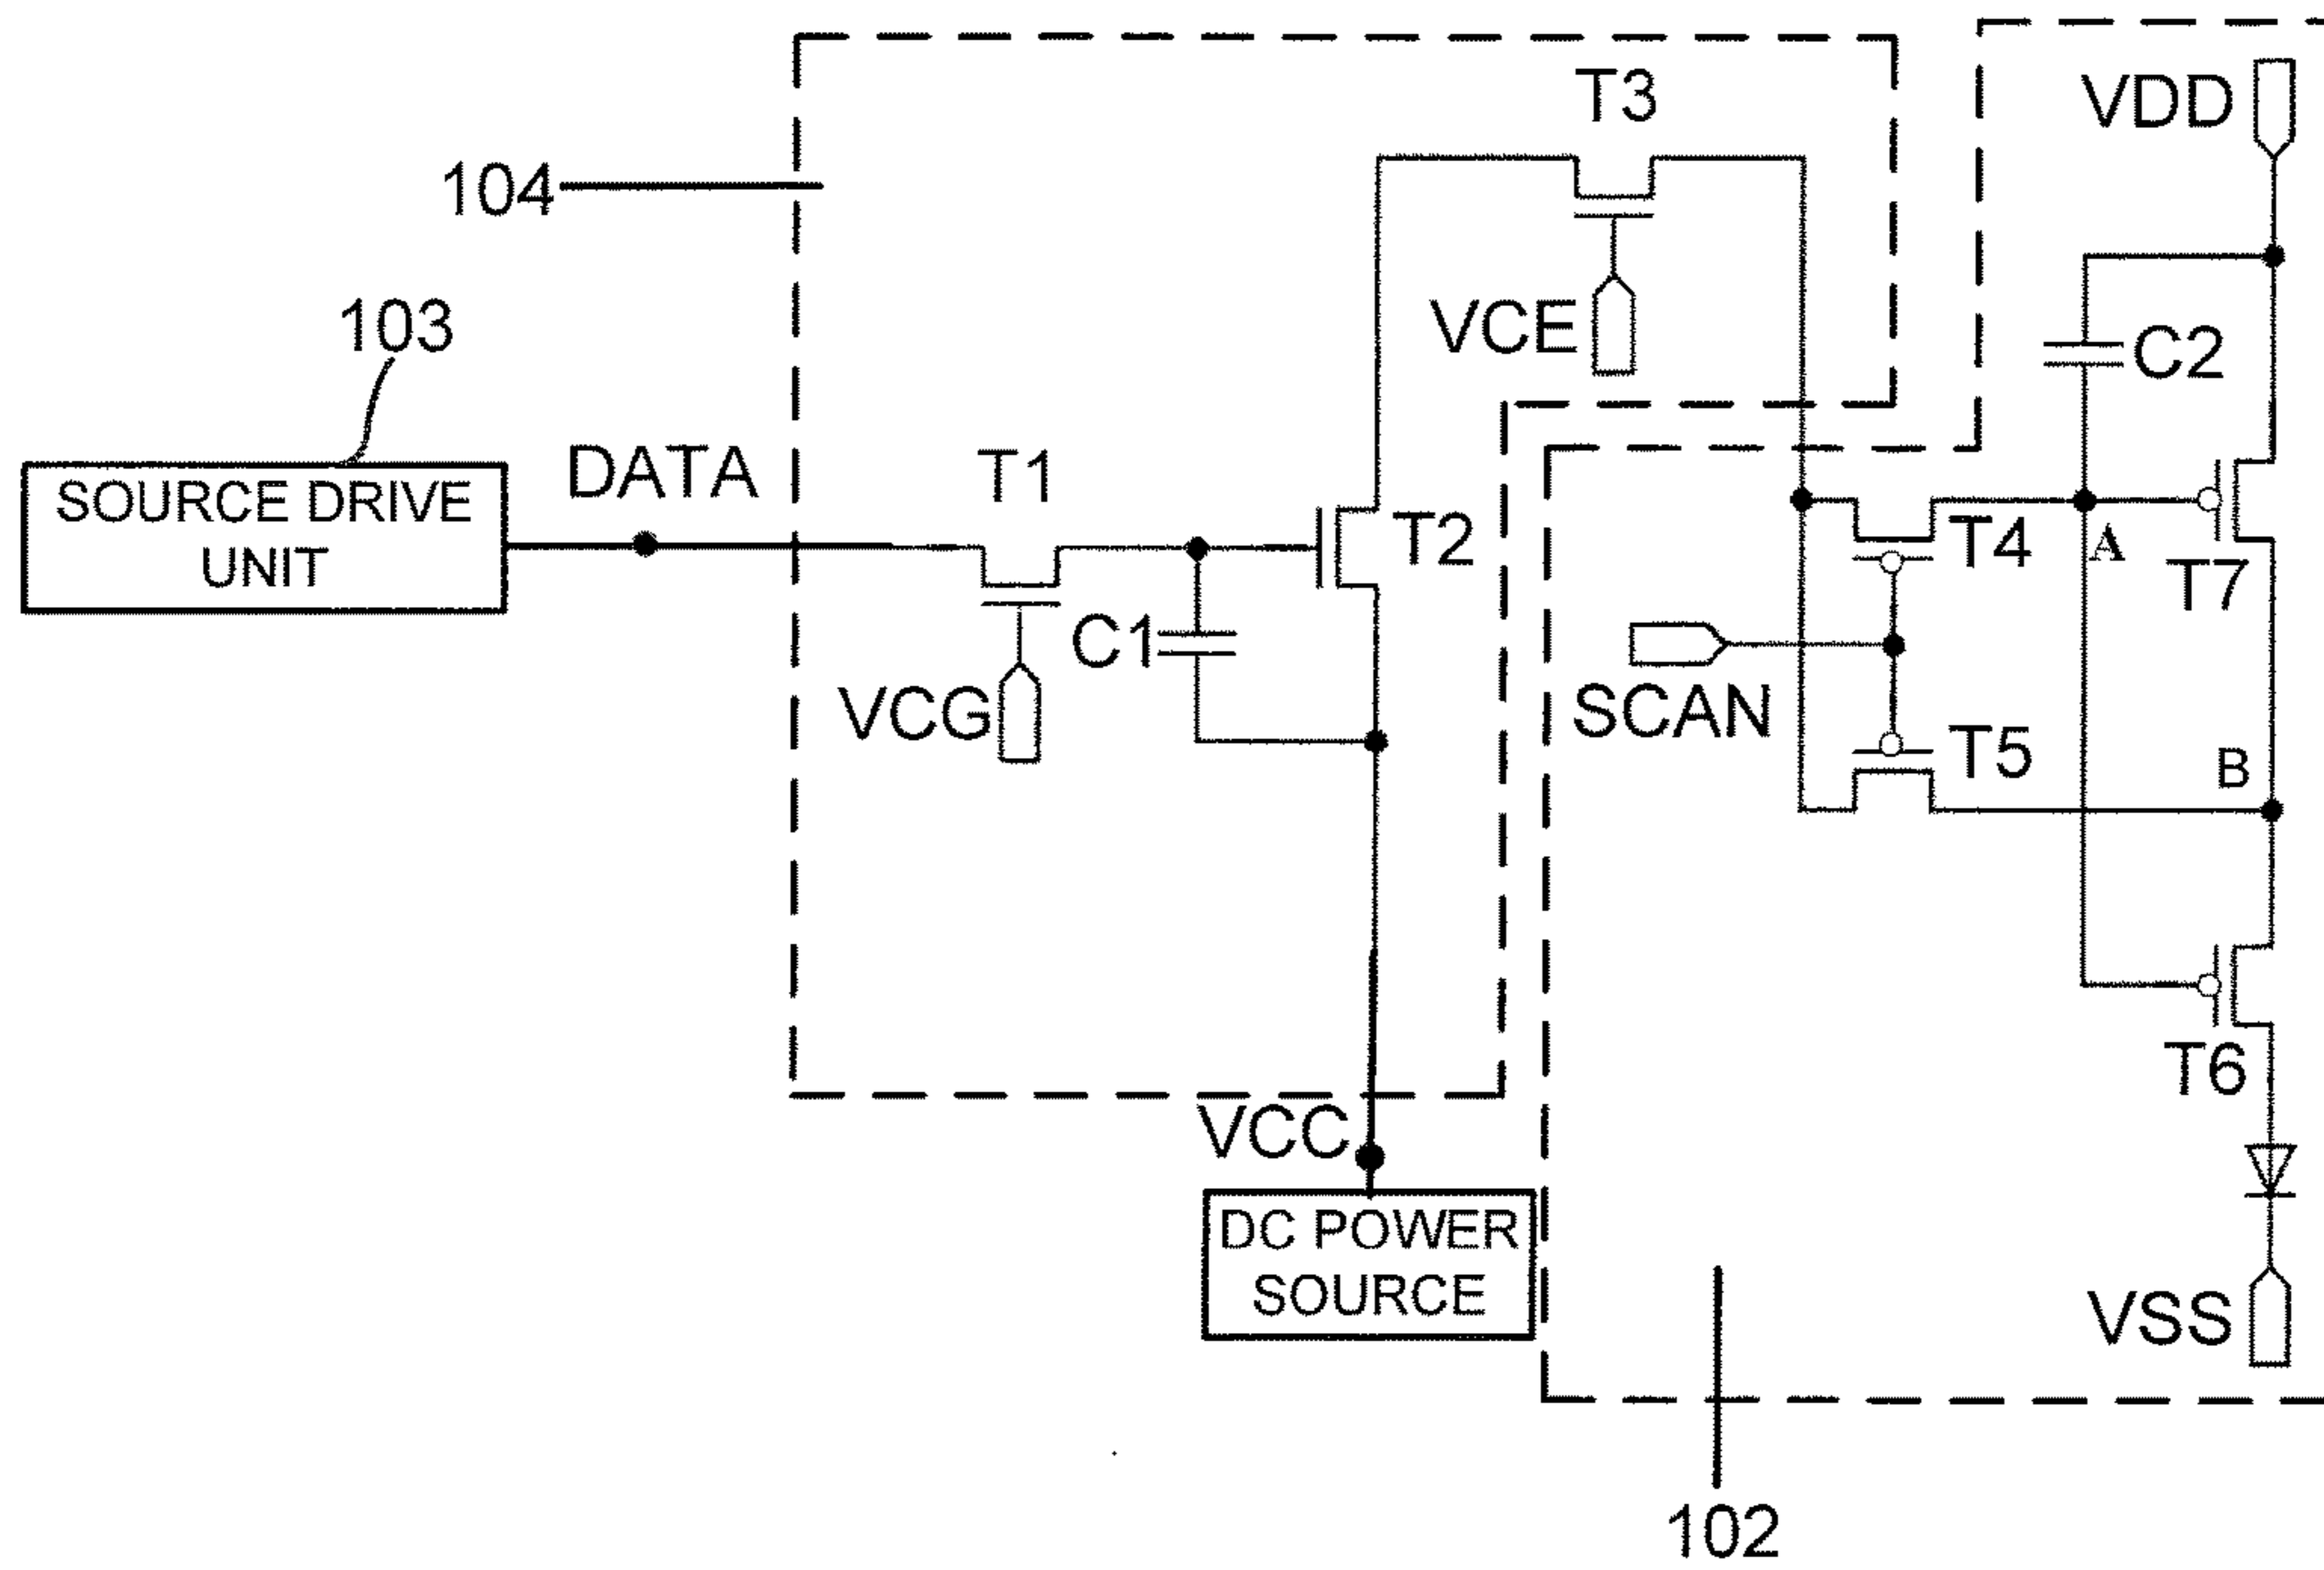 T3
VDD
104
VCE
C2
103
DATA
T1
T2
SOURCE DRIVE
UNIT
T4
A
T7
C1
VCG
SCAN
T5
B
T6
VCC
DC POWER
SOURCE
VSS
102